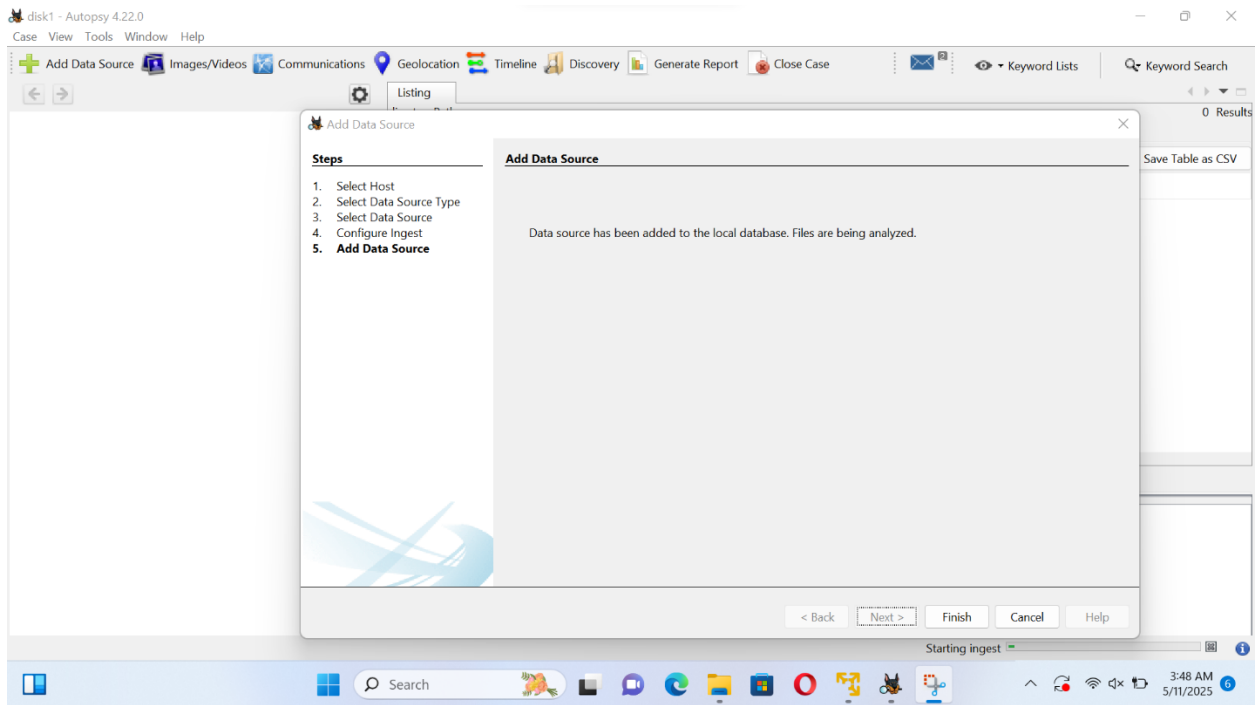 disk1 - Autopsy 4.22.0
Case View Tools Window Help
Add Data Source Images/Videos Communications Geolocation Timeline Discovery Generate Report Close Case 2 Keyword Lists Keyword Search
Listing
0 Results
Add Data Source
Steps Add Data Source
Save Table as CSV
1. Select Host
2. Select Data Source Type
3. Select Data Source
4. Configure Ingest
5. Add Data Source
Data source has been added to the local database. Files are being analyzed.
< Back Next > Finish Cancel Help
Starting ingest
Search
3:48 AM
5/11/2025
6